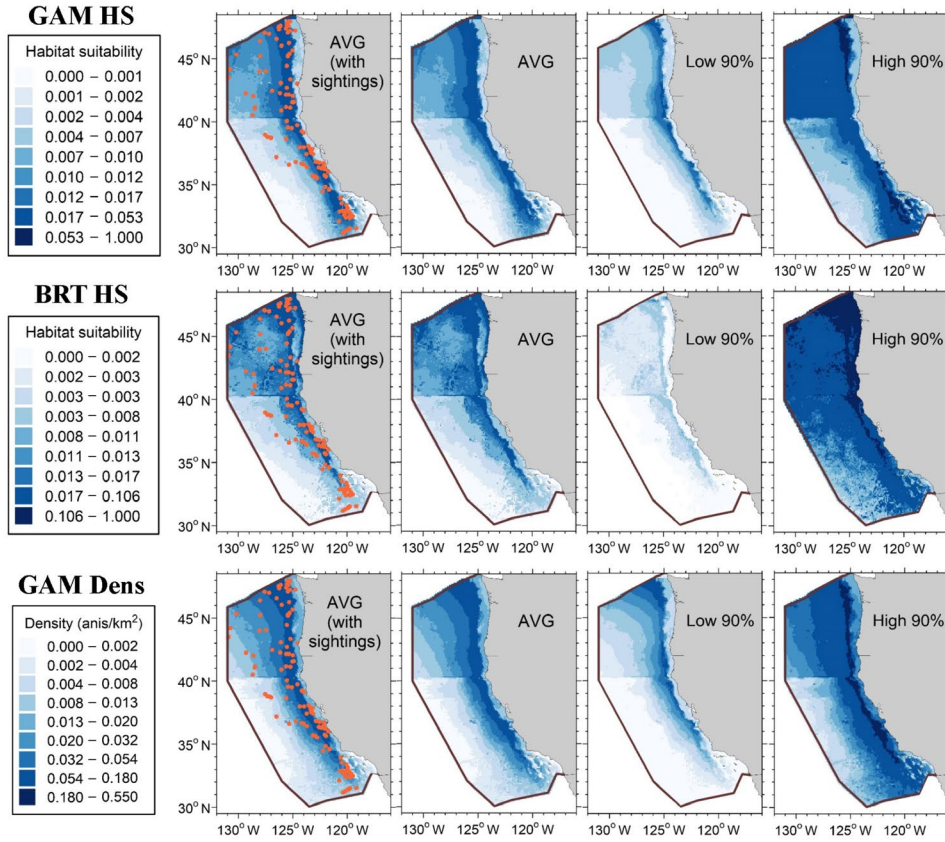 GAM HS
Habitat suitability
0.000 – 0.001
0.001 – 0.002
0.002 – 0.004
0.004 – 0.007
0.007 – 0.010
0.010 – 0.012
0.012 – 0.017
0.017 – 0.053
0.053 – 1.000
45° N
40° N
35° N
30° N
AVG
(with
sightings)
AVG
Low 90%
High 90%
130° W 125° W 120° W
130° W 125° W 120° W
130° W 125° W 120° W
130° W 125° W 120° W
BRT HS
Habitat suitability
0.000 – 0.002
0.002 – 0.003
0.003 – 0.003
0.003 – 0.008
0.008 – 0.011
0.011 – 0.013
0.013 – 0.017
0.017 – 0.106
0.106 – 1.000
45° N
40° N
35° N
30° N
AVG
(with
sightings)
AVG
Low 90%
High 90%
130° W 125° W 120° W
130° W 125° W 120° W
130° W 125° W 120° W
130° W 125° W 120° W
GAM Dens
Density (anis/km²)
0.000 – 0.002
0.002 – 0.004
0.004 – 0.008
0.008 – 0.013
0.013 – 0.020
0.020 – 0.032
0.032 – 0.054
0.054 – 0.180
0.180 – 0.550
45° N
40° N
35° N
30° N
AVG
(with
sightings)
AVG
Low 90%
High 90%
130° W 125° W 120° W
130° W 125° W 120° W
130° W 125° W 120° W
130° W 125° W 120° W